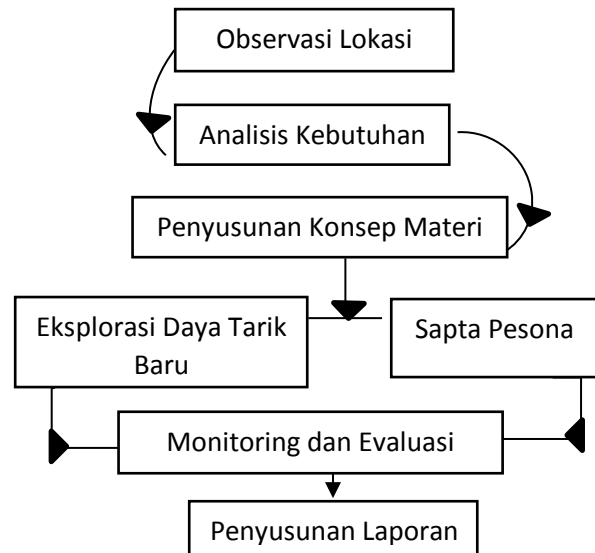 Observasi Lokasi
Analisis Kebutuhan
Penyusunan Konsep Materi
Eksplorasi Daya Tarik
Baru
Sapta Pesona
Monitoring dan Evaluasi
Penyusunan Laporan